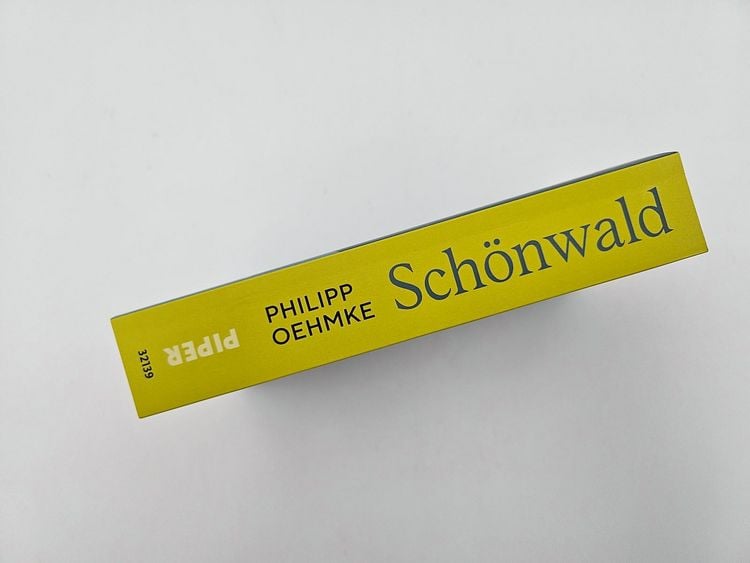 32139
PIPER
PHILIPP
OEHMKE
Schönwald